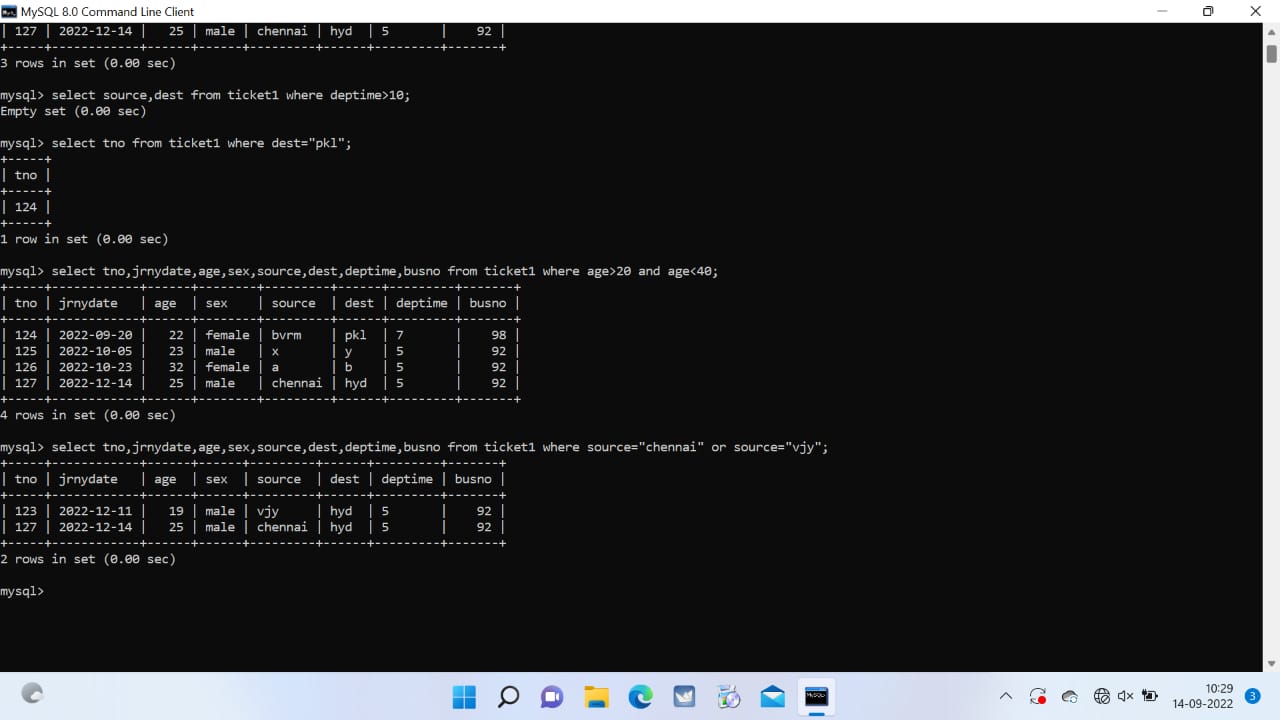 MySQL 8.0 Command Line Client
| 127 | 2022-12-14 |   25 | male | chennai | hyd  | 5       |    92 |
+-----+------------+------+------+---------+------+---------+-------+
3 rows in set (0.00 sec)
mysql> select source,dest from ticket1 where deptime>10;
Empty set (0.00 sec)
mysql> select tno from ticket1 where dest="pkl";
+-----+
| tno |
+-----+
| 124 |
+-----+
1 row in set (0.00 sec)
mysql> select tno,jrnydate,age,sex,source,dest,deptime,busno from ticket1 where age>20 and age<40;
+-----+------------+------+--------+---------+------+---------+-------+
| tno | jrnydate   | age  | sex    | source  | dest | deptime | busno |
+-----+------------+------+--------+---------+------+---------+-------+
| 124 | 2022-09-20 |   22 | female | bvrm    | pkl  | 7       |    98 |
| 125 | 2022-10-05 |   23 | male   | x       | y    | 5       |    92 |
| 126 | 2022-10-23 |   32 | female | a       | b    | 5       |    92 |
| 127 | 2022-12-14 |   25 | male   | chennai | hyd  | 5       |    92 |
+-----+------------+------+--------+---------+------+---------+-------+
4 rows in set (0.00 sec)
mysql> select tno,jrnydate,age,sex,source,dest,deptime,busno from ticket1 where source="chennai" or source="vjy";
+-----+------------+------+------+---------+------+---------+-------+
| tno | jrnydate   | age  | sex  | source  | dest | deptime | busno |
+-----+------------+------+------+---------+------+---------+-------+
| 123 | 2022-12-11 |   19 | male | vjy     | hyd  | 5       |    92 |
| 127 | 2022-12-14 |   25 | male | chennai | hyd  | 5       |    92 |
+-----+------------+------+------+---------+------+---------+-------+
2 rows in set (0.00 sec)
mysql>
10:29
14-09-2022
3